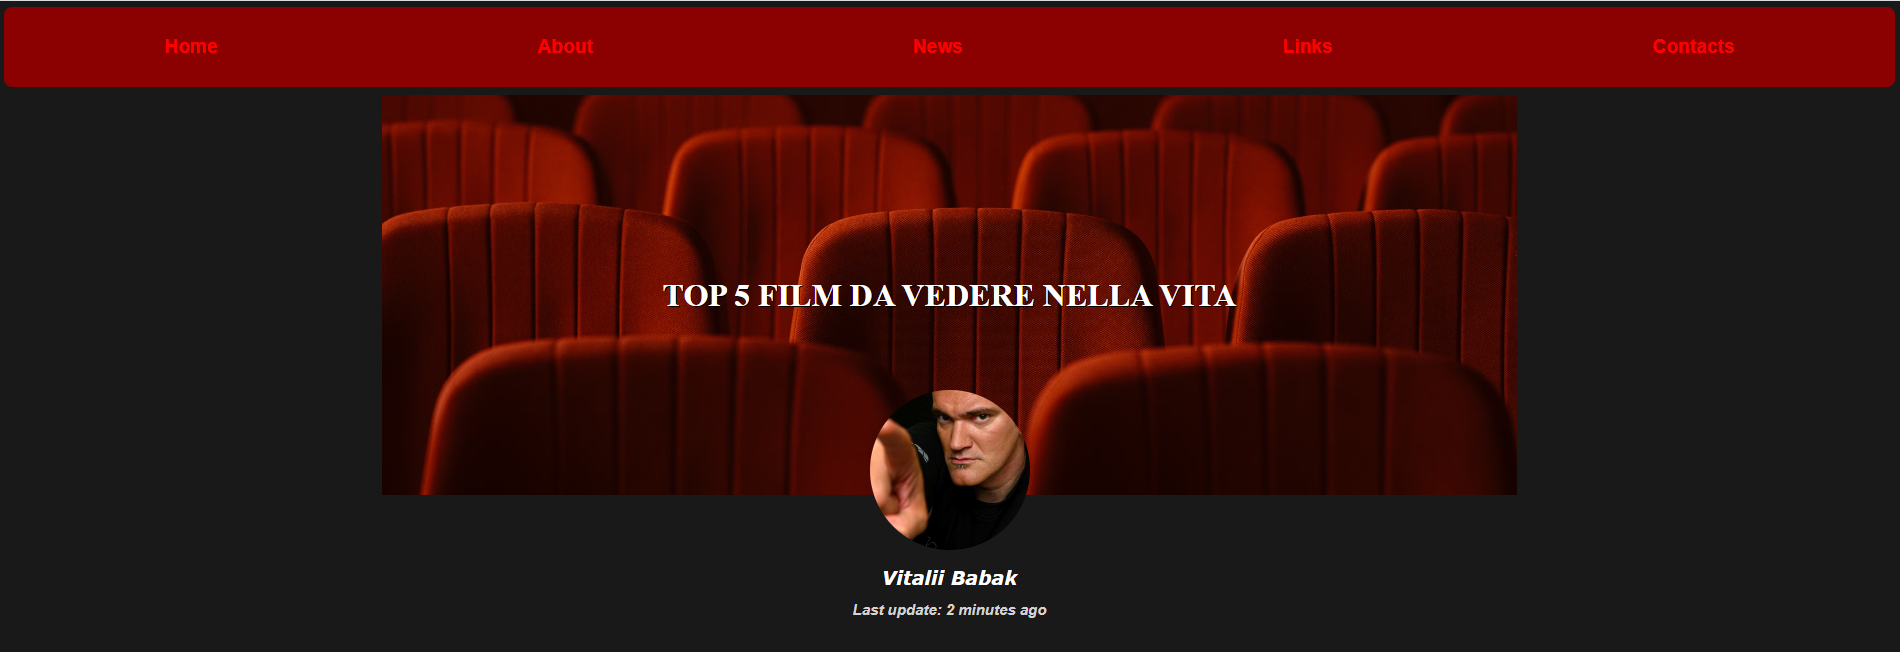 Home About News Links Contacts
TOP 5 FILM DA VEDERE NELLA VITA
Vitalii Babak
Last update: 2 minutes ago